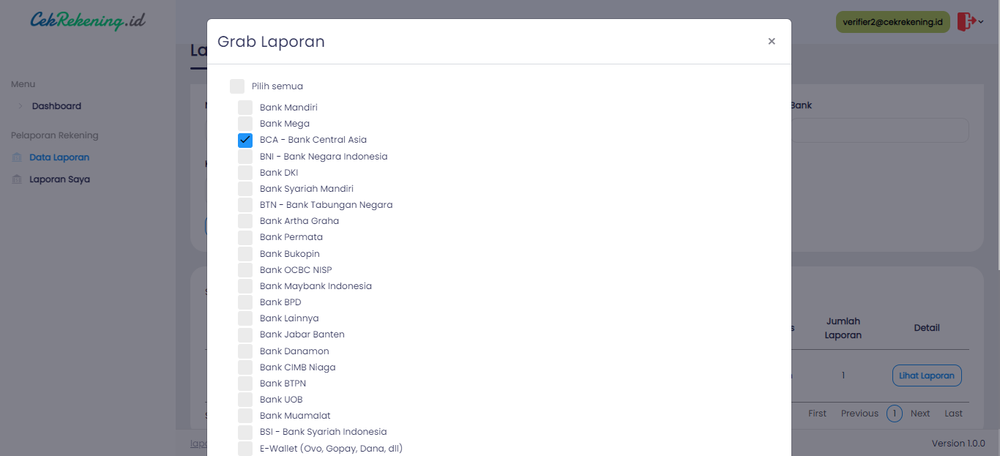 CekRekening.id
verifier2@cekrekening.id
Menu
Dashboard
Pelaporan Rekening
Data Laporan
Laporan Saya
Grab Laporan
×
Pilih semua
Bank Mandiri
Bank Mega
BCA - Bank Central Asia
BNI - Bank Negara Indonesia
Bank DKI
Bank Syariah Mandiri
BTN - Bank Tabungan Negara
Bank Artha Graha
Bank Permata
Bank Bukopin
Bank OCBC NISP
Bank Maybank Indonesia
Bank BPD
Bank Lainnya
Bank Jabar Banten
Bank Danamon
Bank CIMB Niaga
Bank BTPN
Bank UOB
Bank Muamalat
BSI - Bank Syariah Indonesia
E-Wallet (Ovo, Gopay, Dana, dll)
Bank
Jumlah
Laporan
Detail
1
Lihat Laporan
First Previous 1 Next Last
Version 1.0.0